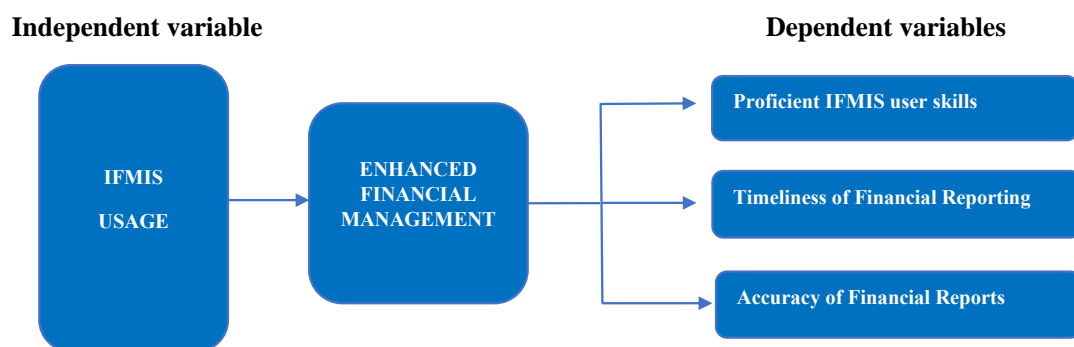 Independent variable
Dependent variables
IFMIS
USAGE
ENHANCED
FINANCIAL
MANAGEMENT
Proficient IFMIS user skills
Timeliness of Financial Reporting
Accuracy of Financial Reports